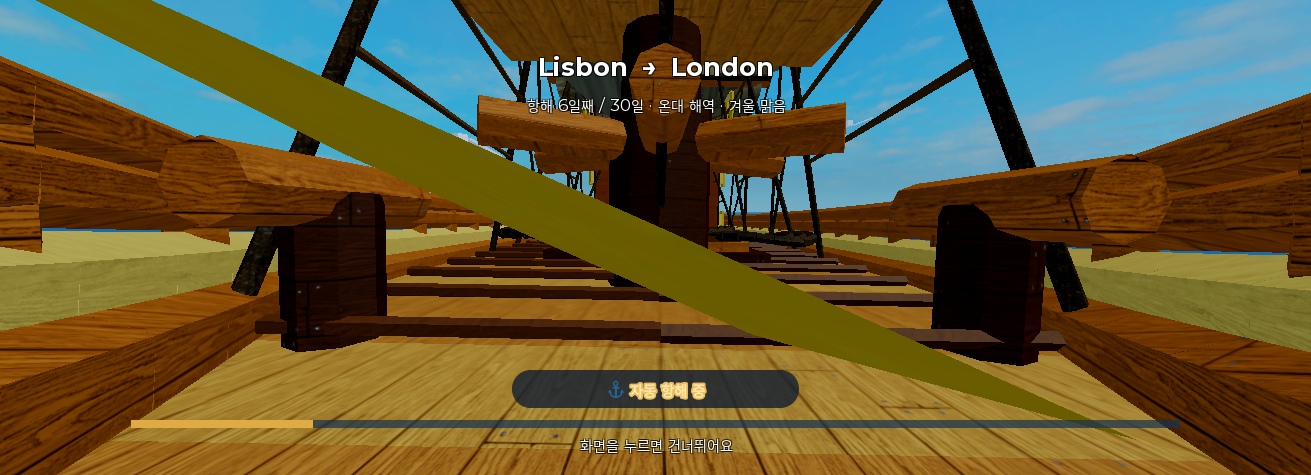 Lisbon → London
항해 6일째 / 30일 · 온대 해역 · 겨울 맑음
⚓ 자동 항해 중
화면을 누르면 건너뛰어요